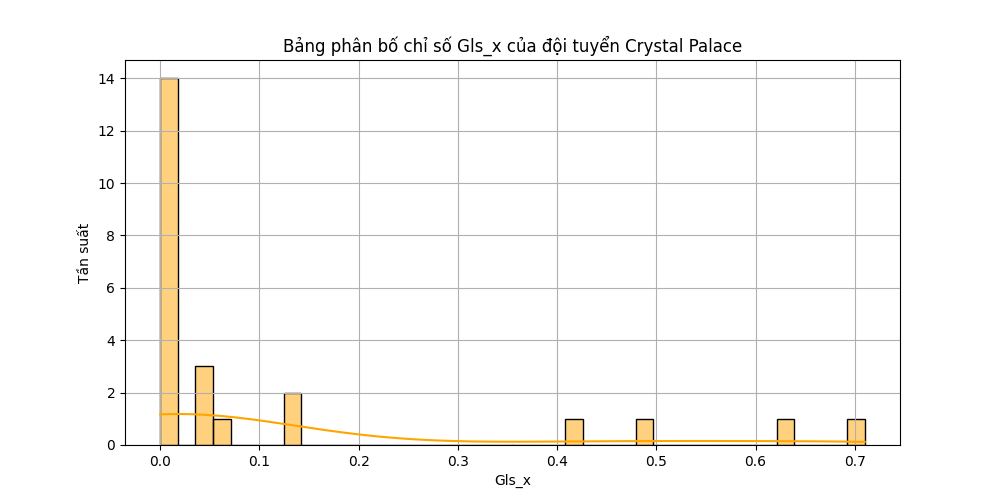 Bảng phân bố chỉ số Gls_x của đội tuyển Crystal Palace
14
12
10
8
6
4
2
0
Tần suất
0.0 0.1 0.2 0.3 0.4 0.5 0.6 0.7
Gls_x